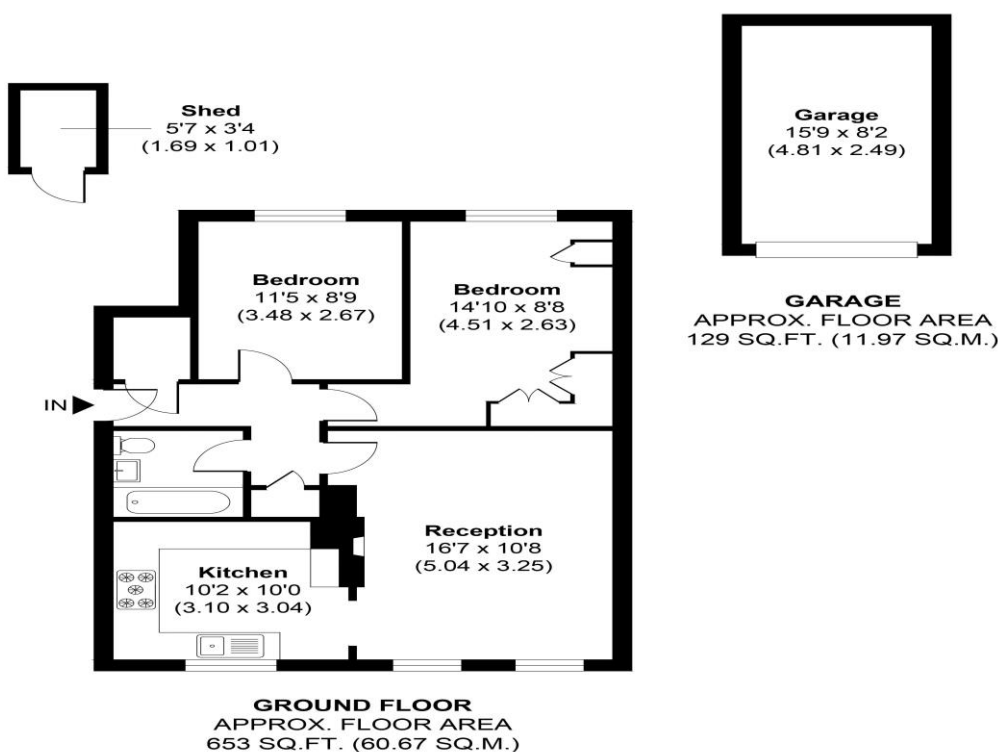 Shed
5'7 x 3'4
(1.69 x 1.01)
Garage
15'9 x 8'2
(4.81 x 2.49)
GARAGE
APPROX. FLOOR AREA
129 SQ.FT. (11.97 SQ.M.)
Bedroom
11'5 x 8'9
(3.48 x 2.67)
Bedroom
14'10 x 8'8
(4.51 x 2.63)
IN
Reception
16'7 x 10'8
(5.04 x 3.25)
Kitchen
10'2 x 10'0
(3.10 x 3.04)
GROUND FLOOR
APPROX. FLOOR AREA
653 SQ.FT. (60.67 SQ.M.)